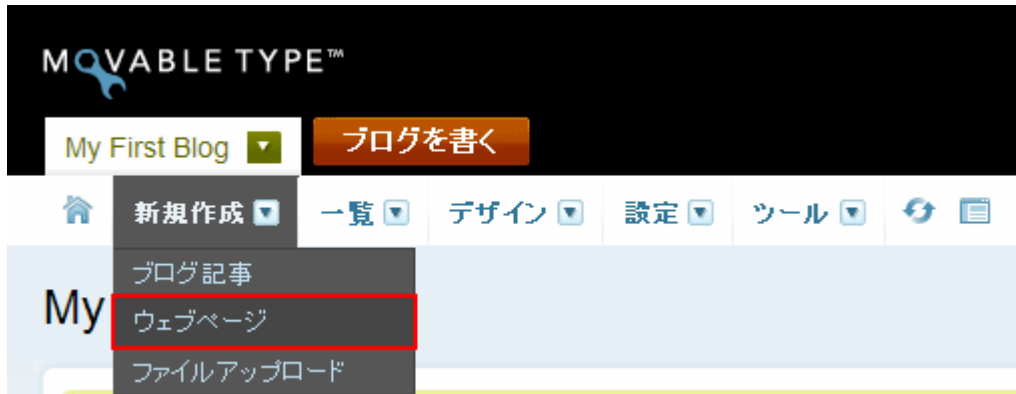 MOVABLE TYPE™
My First Blog ブログを書く
新規作成 一覧 デザイン 設定 ツール
ブログ記事
My
ウェブページ
ファイルアップロード